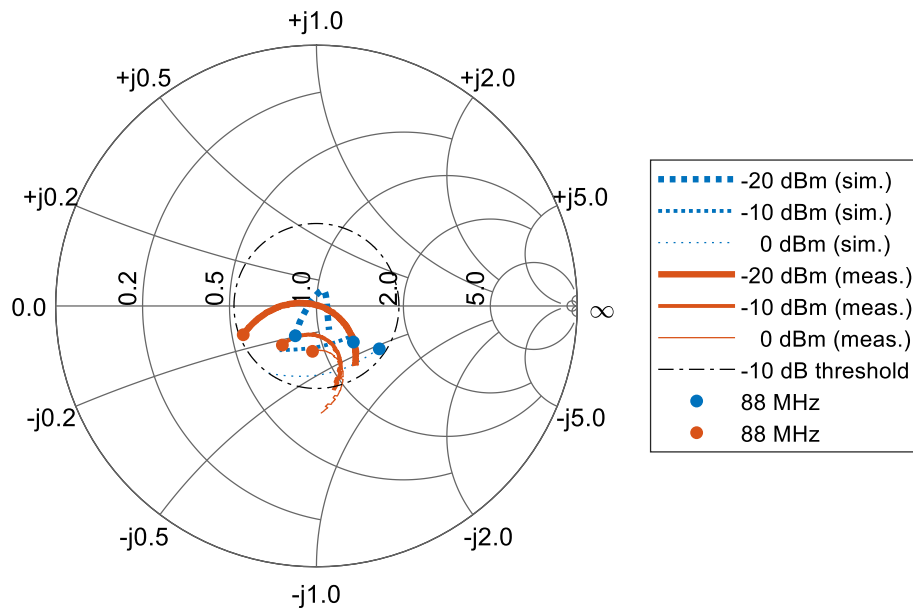 +j1.0
+j0.5
+j2.0
+j0.2
+j5.0
0.0
0.2
0.5
1.0
2.0
5.0
∞
-j0.2
-j5.0
-j0.5
-j2.0
-j1.0
-20 dBm (sim.)
-10 dBm (sim.)
0 dBm (sim.)
-20 dBm (meas.)
-10 dBm (meas.)
0 dBm (meas.)
-10 dB threshold
88 MHz
88 MHz